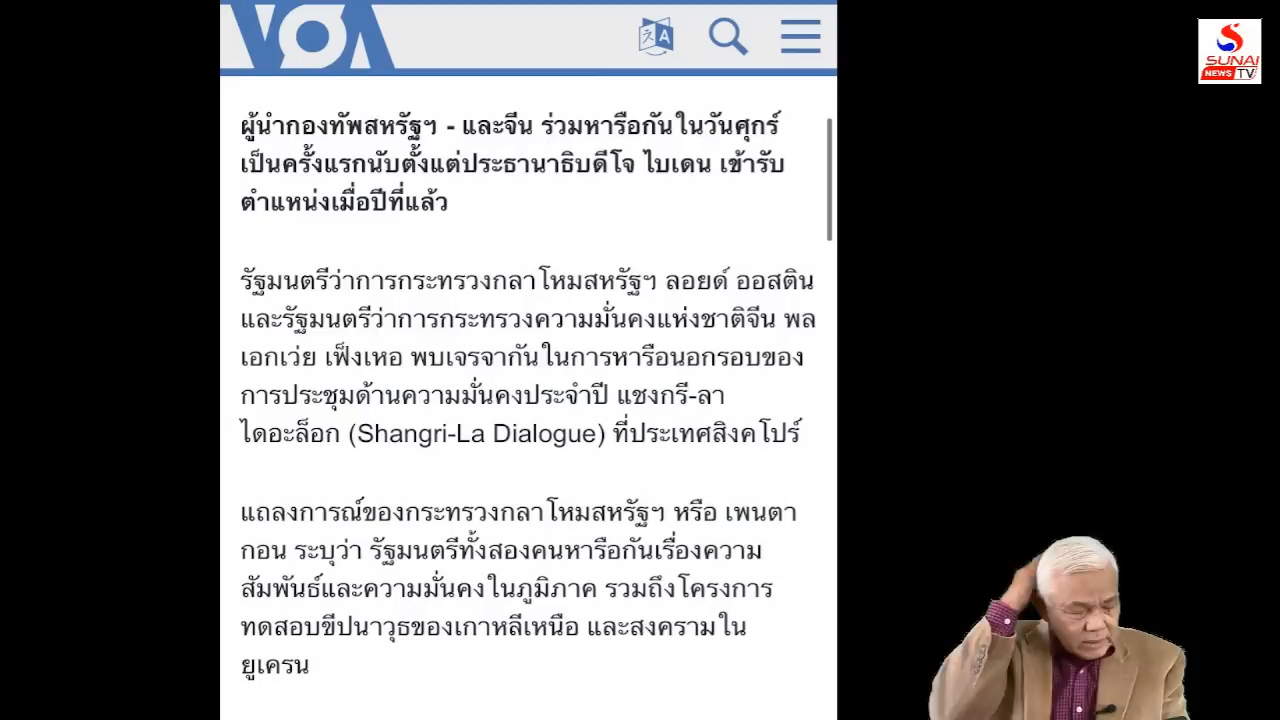 VOA
SUNAI
NEWS TV
ผู้นำกองทัพสหรัฐฯ - และจีน ร่วมหารือกันในวันศุกร์
เป็นครั้งแรกนับตั้งแต่ประธานาธิบดีโจ ไบเดน เข้ารับ
ตำแหน่งเมื่อปีที่แล้ว
รัฐมนตรีว่าการกระทรวงกลาโหมสหรัฐฯ ลอยด์ ออสติน
และรัฐมนตรีว่าการกระทรวงความมั่นคงแห่งชาติจีน พล
เอกเว่ย เฟ็งเหอ พบเจรจากันในการหารือนอกรอบของ
การประชุมด้านความมั่นคงประจำปี แชงกรี-ลา
ไดอะล็อก (Shangri-La Dialogue) ที่ประเทศสิงคโปร์
แถลงการณ์ของกระทรวงกลาโหมสหรัฐฯ หรือ เพนตา
กอน ระบุว่า รัฐมนตรีทั้งสองคนหารือกันเรื่องความ
สัมพันธ์และความมั่นคงในภูมิภาค รวมถึงโครงการ
ทดสอบขีปนาวุธของเกาหลีเหนือ และสงครามใน
ยูเครน